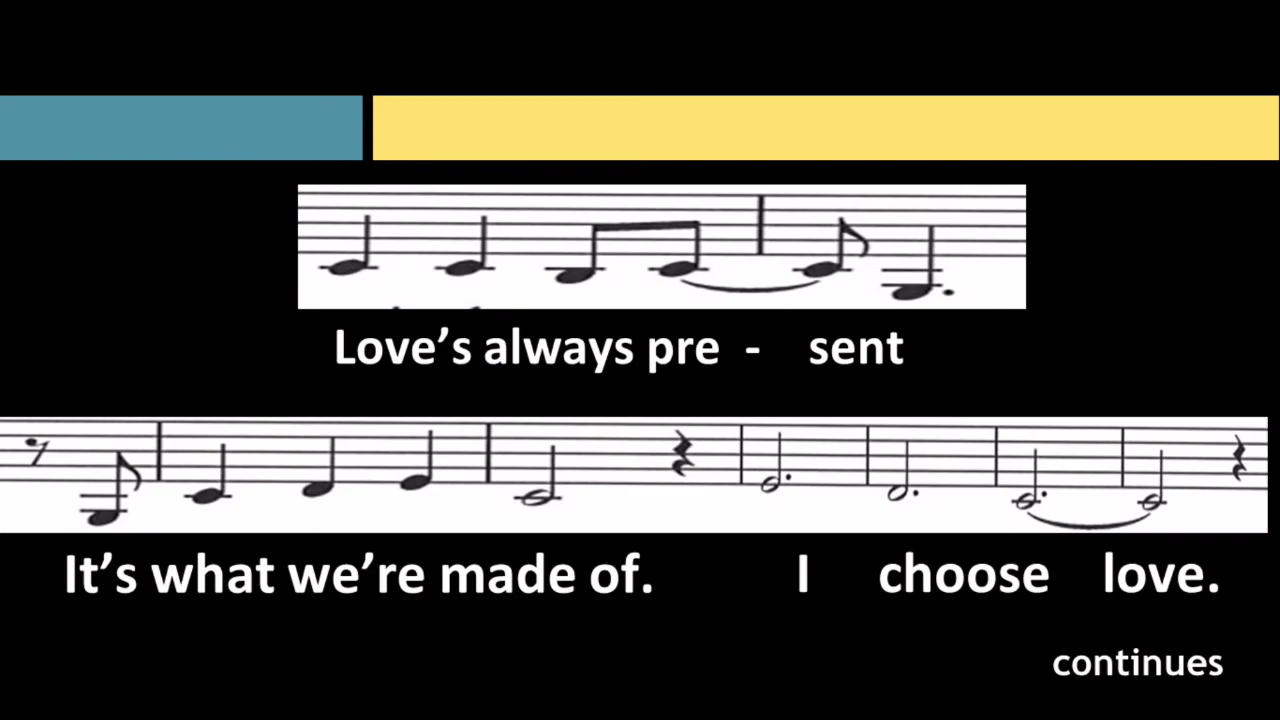 Love’s always pre - sent
It’s what we’re made of. I choose love.
continues